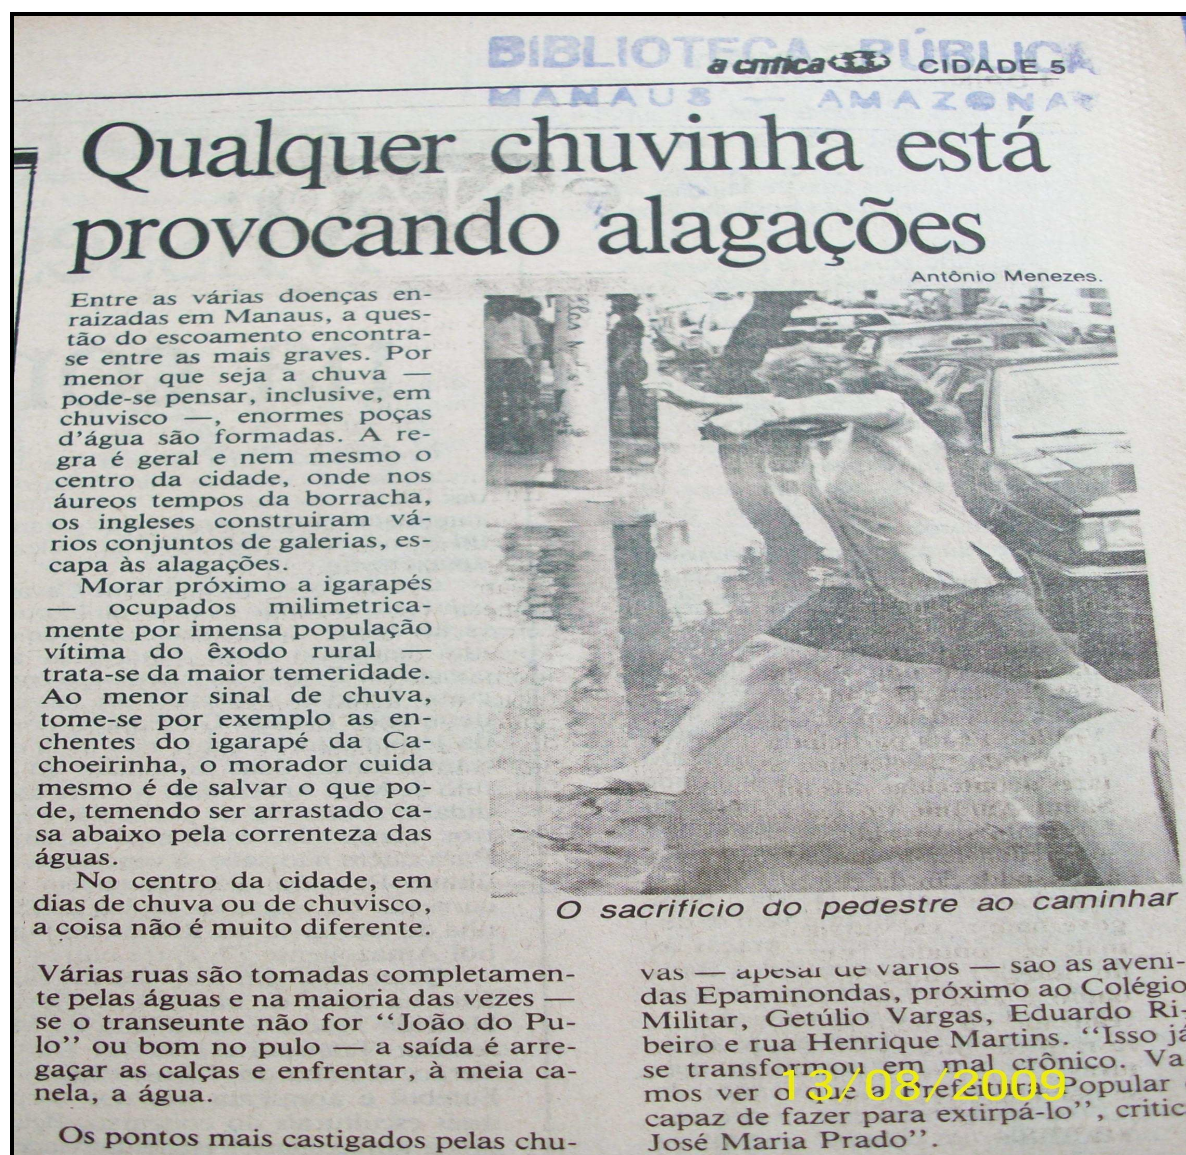 BIBLIOTECA PÚBLICA
MANAUS — AMAZONAS
a crítica CIDADE 5
Qualquer chuvinha está
provocando alagações
Antônio Menezes.
Entre as várias doenças en-
raizadas em Manaus, a ques-
tão do escoamento encontra-
se entre as mais graves. Por
menor que seja a chuva —
pode-se pensar, inclusive, em
chuvisco —, enormes poças
d'água são formadas. A re-
gra é geral e nem mesmo o
centro da cidade, onde nos
áureos tempos da borracha,
os ingleses construiram vá-
rios conjuntos de galerias, es-
capa às alagações.
Morar próximo a igarapés
— ocupados milimetrica-
mente por imensa população
vítima do êxodo rural —
trata-se da maior temeridade.
Ao menor sinal de chuva,
tome-se por exemplo as en-
chentes do igarapé da Ca-
choeirinha, o morador cuida
mesmo é de salvar o que po-
de, temendo ser arrastado ca-
sa abaixo pela correnteza das
águas.
No centro da cidade, em
dias de chuva ou de chuvisco,
a coisa não é muito diferente.
O sacrifício do pedestre ao caminhar
Várias ruas são tomadas completamen-
te pelas águas e na maioria das vezes —
se o transeunte não for ‘‘João do Pu-
lo’’ ou bom no pulo — a saída é arre-
gaçar as calças e enfrentar, à meia ca-
nela, a água.
Os pontos mais castigados pelas chu-
vas — apesar de vários — são as aveni-
das Epaminondas, próximo ao Colégio
Militar, Getúlio Vargas, Eduardo Ri-
beiro e rua Henrique Martins. ‘‘Isso já
se transformou em mal crônico. Va
mos ver o que a Prefeitura Popular
capaz de fazer para extirpá-lo’’, critic
José Maria Prado’’.
13/08/2009